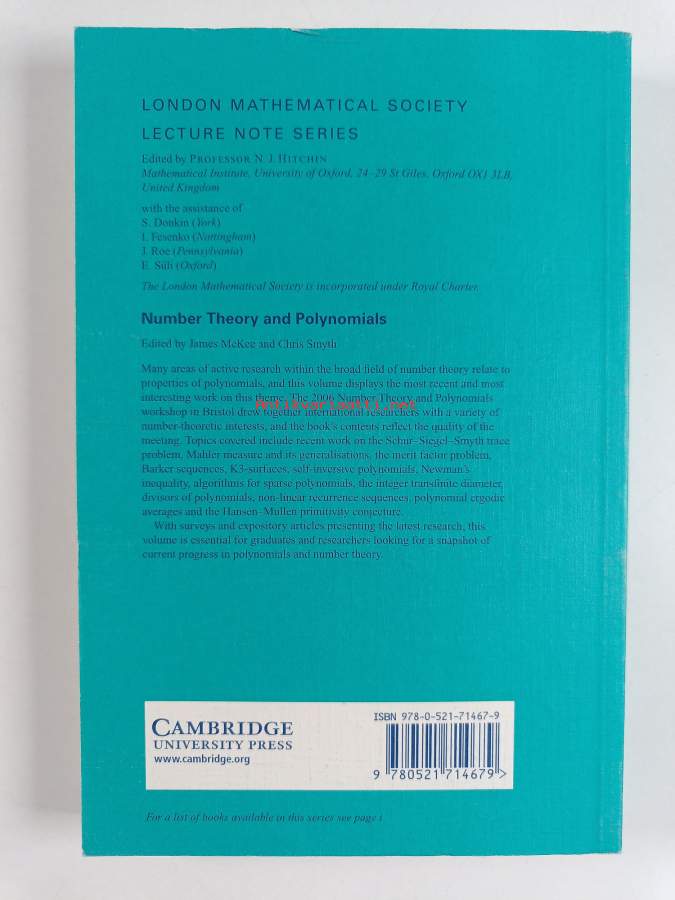 LONDON MATHEMATICAL SOCIETY
LECTURE NOTE SERIES
Edited by PROFESSOR N. J. HITCHIN
Mathematical Institute, University of Oxford, 24–29 St Giles, Oxford OX1 3LB,
United Kingdom
with the assistance of
S. Donkin (York)
I. Fesenko (Nottingham)
J. Roe (Pennsylvania)
E. Süli (Oxford)
The London Mathematical Society is incorporated under Royal Charter.
Number Theory and Polynomials
Edited by James McKee and Chris Smyth
Many areas of active research within the broad field of number theory relate to
properties of polynomials, and this volume displays the most recent and most
interesting work on this theme. The 2006 Number Theory and Polynomials
Antikvariaatti.net
workshop in Bristol drew together international researchers with a variety of
number-theoretic interests, and the book's contents reflect the quality of the
meeting. Topics covered include recent work on the Schur–Siegel–Smyth trace
problem, Mahler measure and its generalisations, the merit factor problem,
Barker sequences, K3-surfaces, self-inversive polynomials, Newman's
inequality, algorithms for sparse polynomials, the integer transfinite diameter,
divisors of polynomials, non-linear recurrence sequences, polynomial ergodic
averages and the Hansen–Mullen primitivity conjecture.
With surveys and expository articles presenting the latest research, this
volume is essential for graduates and researchers looking for a snapshot of
current progress in polynomials and number theory.
CAMBRIDGE
UNIVERSITY PRESS
www.cambridge.org
ISBN 978-0-521-71467-9
9 780521 714679 >
For a list of books available in this series see page i